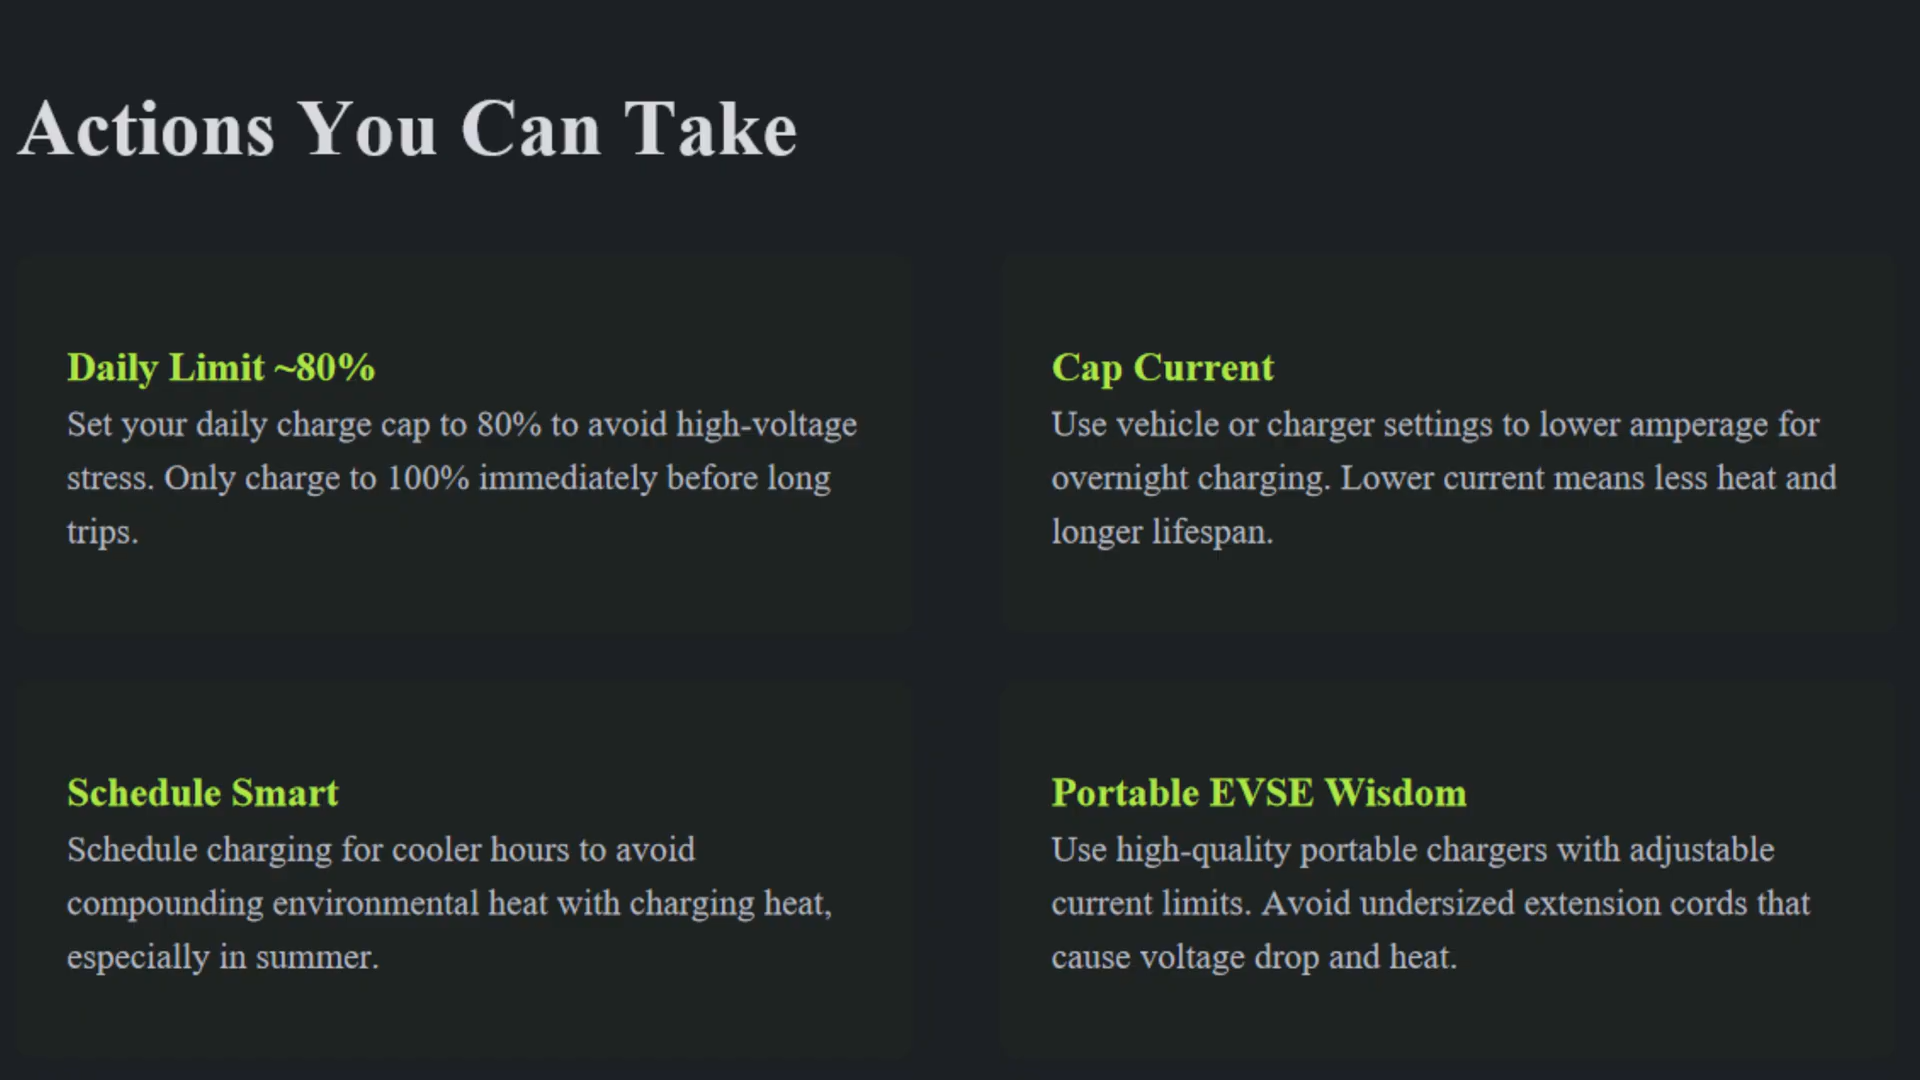 Actions You Can Take
Daily Limit ~80%
Set your daily charge cap to 80% to avoid high-voltage
stress. Only charge to 100% immediately before long
trips.
Cap Current
Use vehicle or charger settings to lower amperage for
overnight charging. Lower current means less heat and
longer lifespan.
Schedule Smart
Schedule charging for cooler hours to avoid
compounding environmental heat with charging heat,
especially in summer.
Portable EVSE Wisdom
Use high-quality portable chargers with adjustable
current limits. Avoid undersized extension cords that
cause voltage drop and heat.